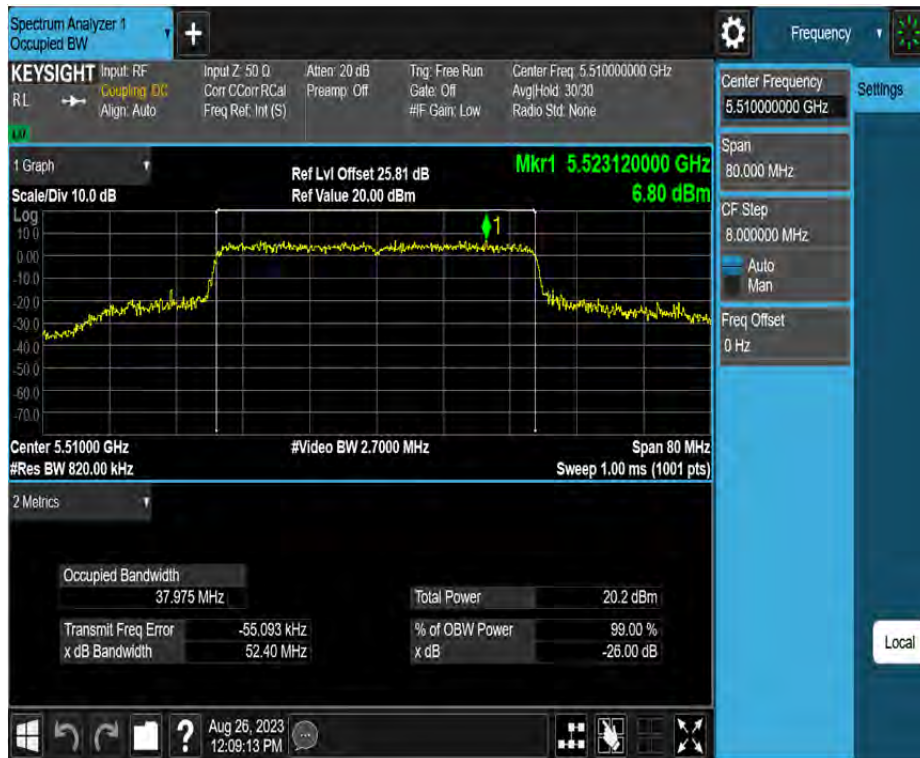 Spectrum Analyzer 1
Occupied BW
+
Frequency
KEYSIGHT
RL
Input: RF
Coupling: DC
Align: Auto
Input Z: 50 Ω
Corr CCorr RCal
Freq Ref: Int (S)
Atten: 20 dB
Preamp: Off
Trig: Free Run
Gate: Off
#IF Gain: Low
Center Freq: 5.510000000 GHz
Avg|Hold: 30/30
Radio Std: None
Center Frequency
5.510000000 GHz
Settings
Span
80.000 MHz
CF Step
8.000000 MHz
Auto
Man
Freq Offset
0 Hz
1 Graph
Scale/Div 10.0 dB
Ref Lvl Offset 25.81 dB
Ref Value 20.00 dBm
Mkr1 5.523120000 GHz
6.80 dBm
Log
10.0
0.00
-10.0
-20.0
-30.0
-40.0
-50.0
-60.0
-70.0
1
Center 5.51000 GHz
#Video BW 2.7000 MHz
Span 80 MHz
#Res BW 820.00 kHz
Sweep 1.00 ms (1001 pts)
2 Metrics
Occupied Bandwidth
37.975 MHz
Total Power 20.2 dBm
Transmit Freq Error -55.093 kHz
% of OBW Power 99.00 %
x dB Bandwidth 52.40 MHz
x dB -26.00 dB
Local
?
Aug 26, 2023
12:09:13 PM